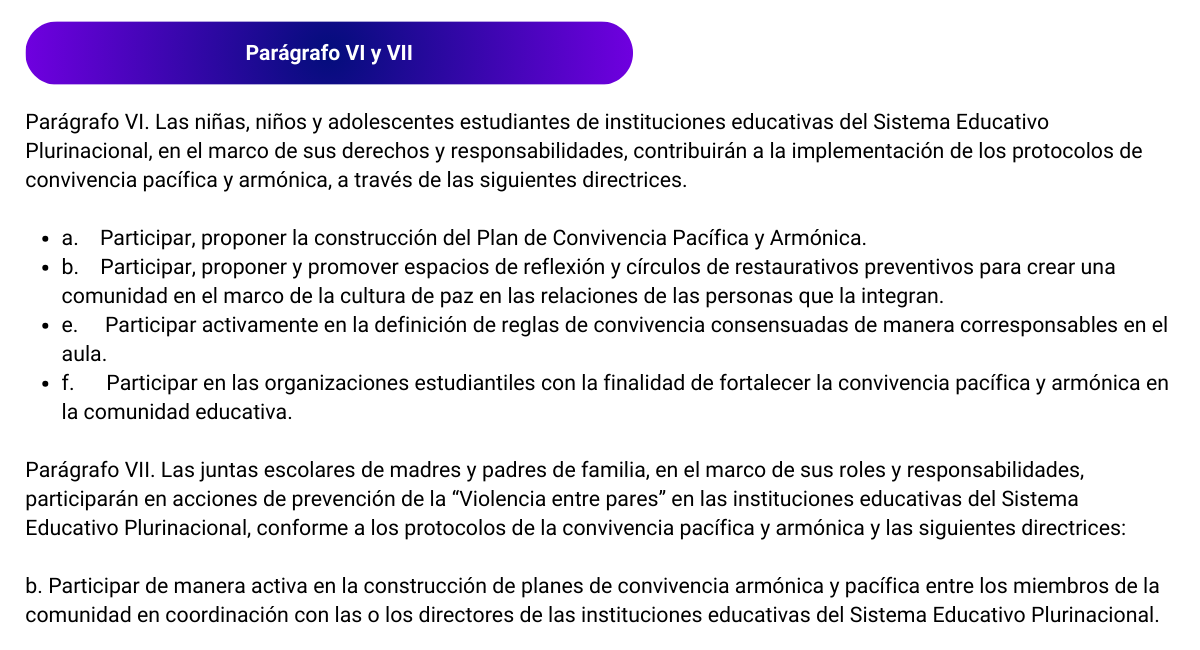 Parágrafo VI y VII
Parágrafo VI. Las niñas, niños y adolescentes estudiantes de instituciones educativas del Sistema Educativo
Plurinacional, en el marco de sus derechos y responsabilidades, contribuirán a la implementación de los protocolos de
convivencia pacífica y armónica, a través de las siguientes directrices.
• a. Participar, proponer la construcción del Plan de Convivencia Pacífica y Armónica.
• b. Participar, proponer y promover espacios de reflexión y círculos de restaurativos preventivos para crear una
comunidad en el marco de la cultura de paz en las relaciones de las personas que la integran.
• e. Participar activamente en la definición de reglas de convivencia consensuadas de manera corresponsables en el
aula.
• f. Participar en las organizaciones estudiantiles con la finalidad de fortalecer la convivencia pacífica y armónica en
la comunidad educativa.
Parágrafo VII. Las juntas escolares de madres y padres de familia, en el marco de sus roles y responsabilidades,
participarán en acciones de prevención de la “Violencia entre pares” en las instituciones educativas del Sistema
Educativo Plurinacional, conforme a los protocolos de la convivencia pacífica y armónica y las siguientes directrices:
b. Participar de manera activa en la construcción de planes de convivencia armónica y pacífica entre los miembros de la
comunidad en coordinación con las o los directores de las instituciones educativas del Sistema Educativo Plurinacional.